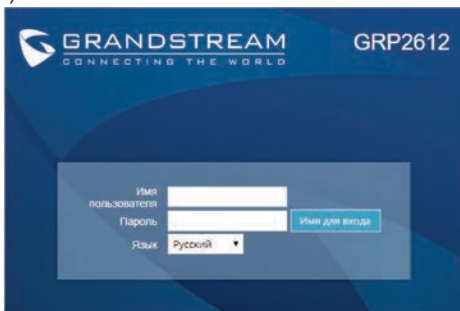 GRANDSTREAM
CONNECTING THE WORLD
GRP2612
Имя
пользователя
Пароль
Имя для входа
Язык
Русский